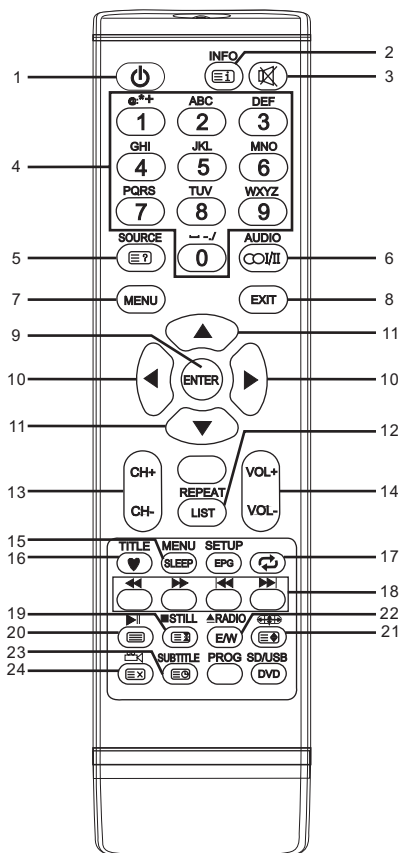 INFO
1
2
3
@:*+ ABC DEF
1 2 3
4
GHI JKL MNO
4 5 6
PQRS TUV WXYZ
7 8 9
SOURCE -./ AUDIO
5
?
0
I/II
6
7
MENU
EXIT
8
9
11
10
ENTER
10
11
12
CH+
VOL+
13
REPEAT
14
CH-
LIST
VOL-
15
TITLE MENU SETUP
16
SLEEP EPG
17
18
19
STILL RADIO
22
20
E/W
21
23
SUBTITLE PROG SD/USB
24
X
DVD